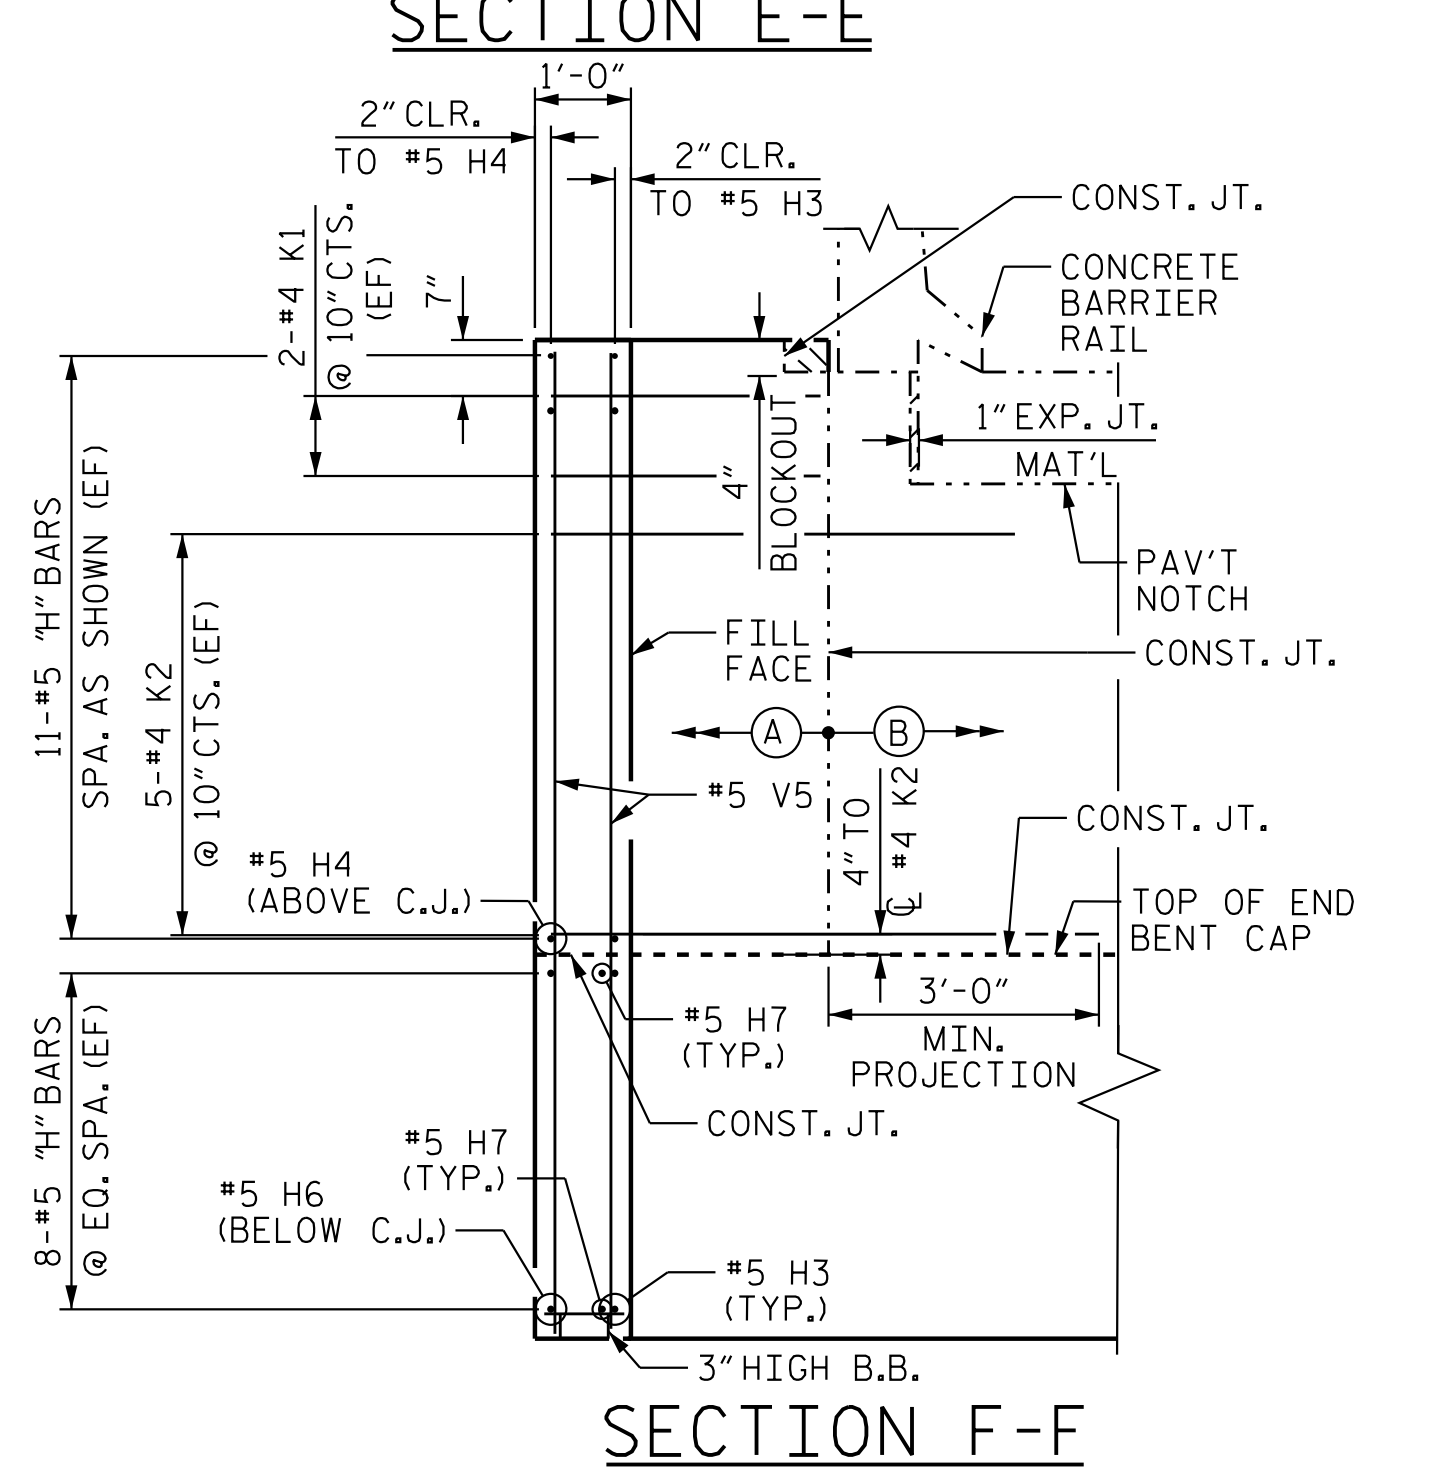 SECTION E-E
1'-0"
2" CLR.
TO #5 H4
2" CLR.
TO #5 H3
CONST. JT.
2-#4 K1
@ 10" CTS.
(EF)
7"
CONCRETE
BARRIER
RAIL
1" EXP. JT.
MAT'L
4"
BLOCKOUT
11-#5 "H" BARS
SPA. AS SHOWN (EF)
5-#4 K2
@ 10" CTS. (EF)
PAV'T
NOTCH
FILL
FACE
CONST. JT.
A
B
#5 V5
4" TO
℄ #4 K2
CONST. JT.
#5 H4
(ABOVE C.J.)
TOP OF END
BENT CAP
3'-0"
MIN.
PROJECTION
#5 H7
(TYP.)
CONST. JT.
8-#5 "H" BARS
@ EQ. SPA. (EF)
#5 H7
(TYP.)
#5 H6
(BELOW C.J.)
#5 H3
(TYP.)
3" HIGH B.B.
SECTION F-F